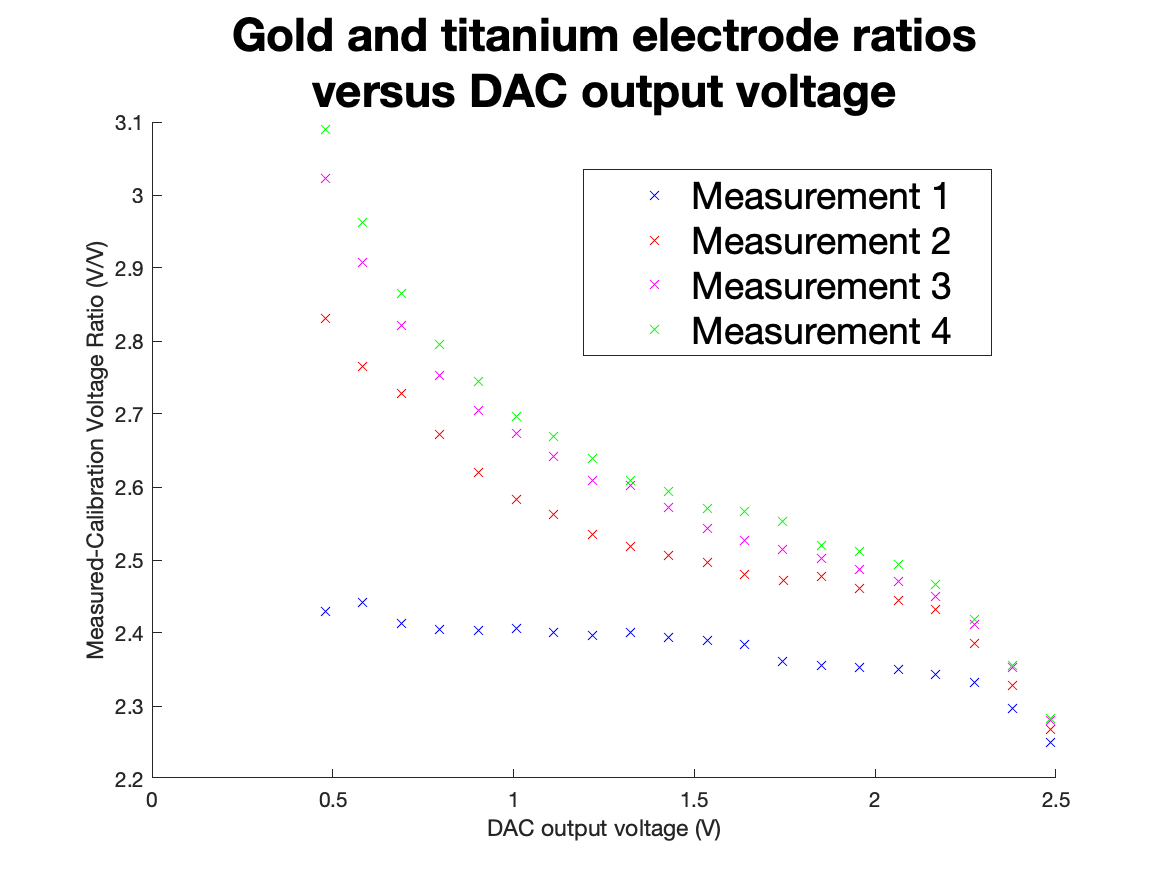 Gold and titanium electrode ratios
versus DAC output voltage
3.1
3
2.9
2.8
2.7
2.6
2.5
2.4
2.3
2.2
Measured-Calibration Voltage Ratio (V/V)
Measurement 1
Measurement 2
Measurement 3
Measurement 4
0 0.5 1 1.5 2 2.5
DAC output voltage (V)